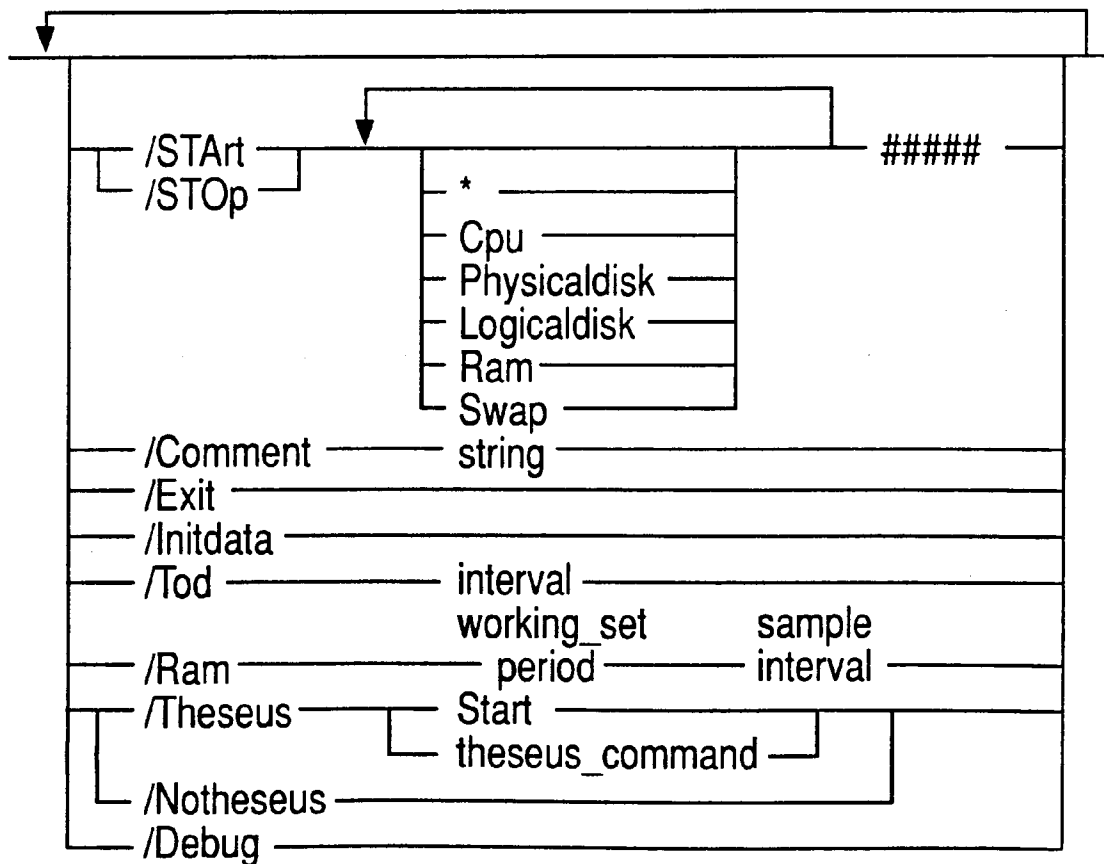 /STArt #####
/STOp
*
Cpu
Physicaldisk
Logicaldisk
Ram
Swap
/Comment string
/Exit
/Initdata
/Tod interval
working_set sample
/Ram period interval
/Theseus Start
theseus_command
/Notheseus
/Debug